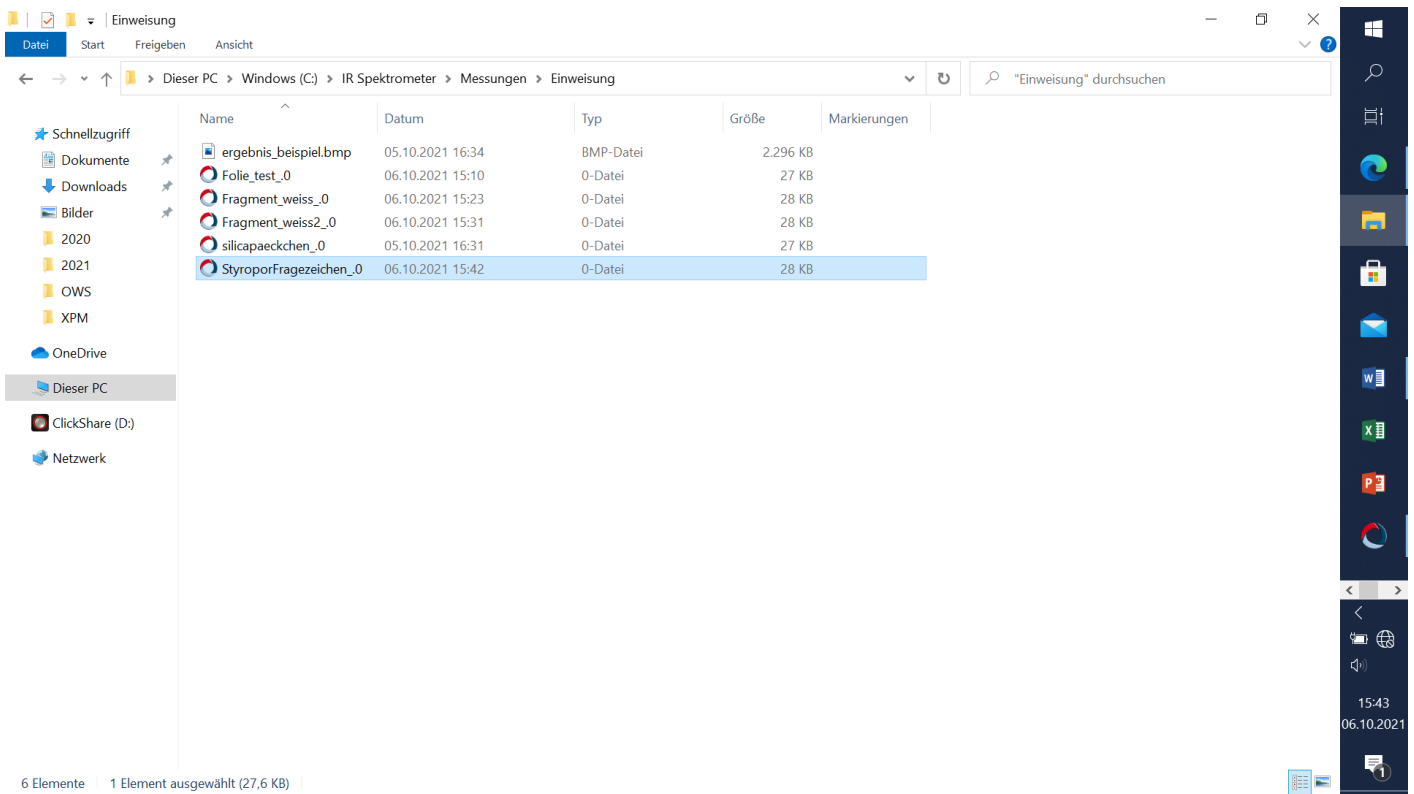 Einweisung
Datei Start Freigeben Ansicht
Dieser PC Windows (C:) IR Spektrometer Messungen Einweisung
"Einweisung" durchsuchen
Name Datum Typ Größe Markierungen
Schnellzugriff
Dokumente
Downloads
Bilder
2020
2021
OWS
XPM
OneDrive
Dieser PC
ClickShare (D:)
Netzwerk
ergebnis_beispiel.bmp 05.10.2021 16:34 BMP-Datei 2.296 KB
Folie_test_.0 06.10.2021 15:10 0-Datei 27 KB
Fragment_weiss_.0 06.10.2021 15:23 0-Datei 28 KB
Fragment_weiss2_.0 06.10.2021 15:31 0-Datei 28 KB
silicapaeckchen_.0 05.10.2021 16:31 0-Datei 27 KB
StyroporFragezeichen_.0 06.10.2021 15:42 0-Datei 28 KB
6 Elemente 1 Element ausgewählt (27,6 KB)
15:43
06.10.2021
1